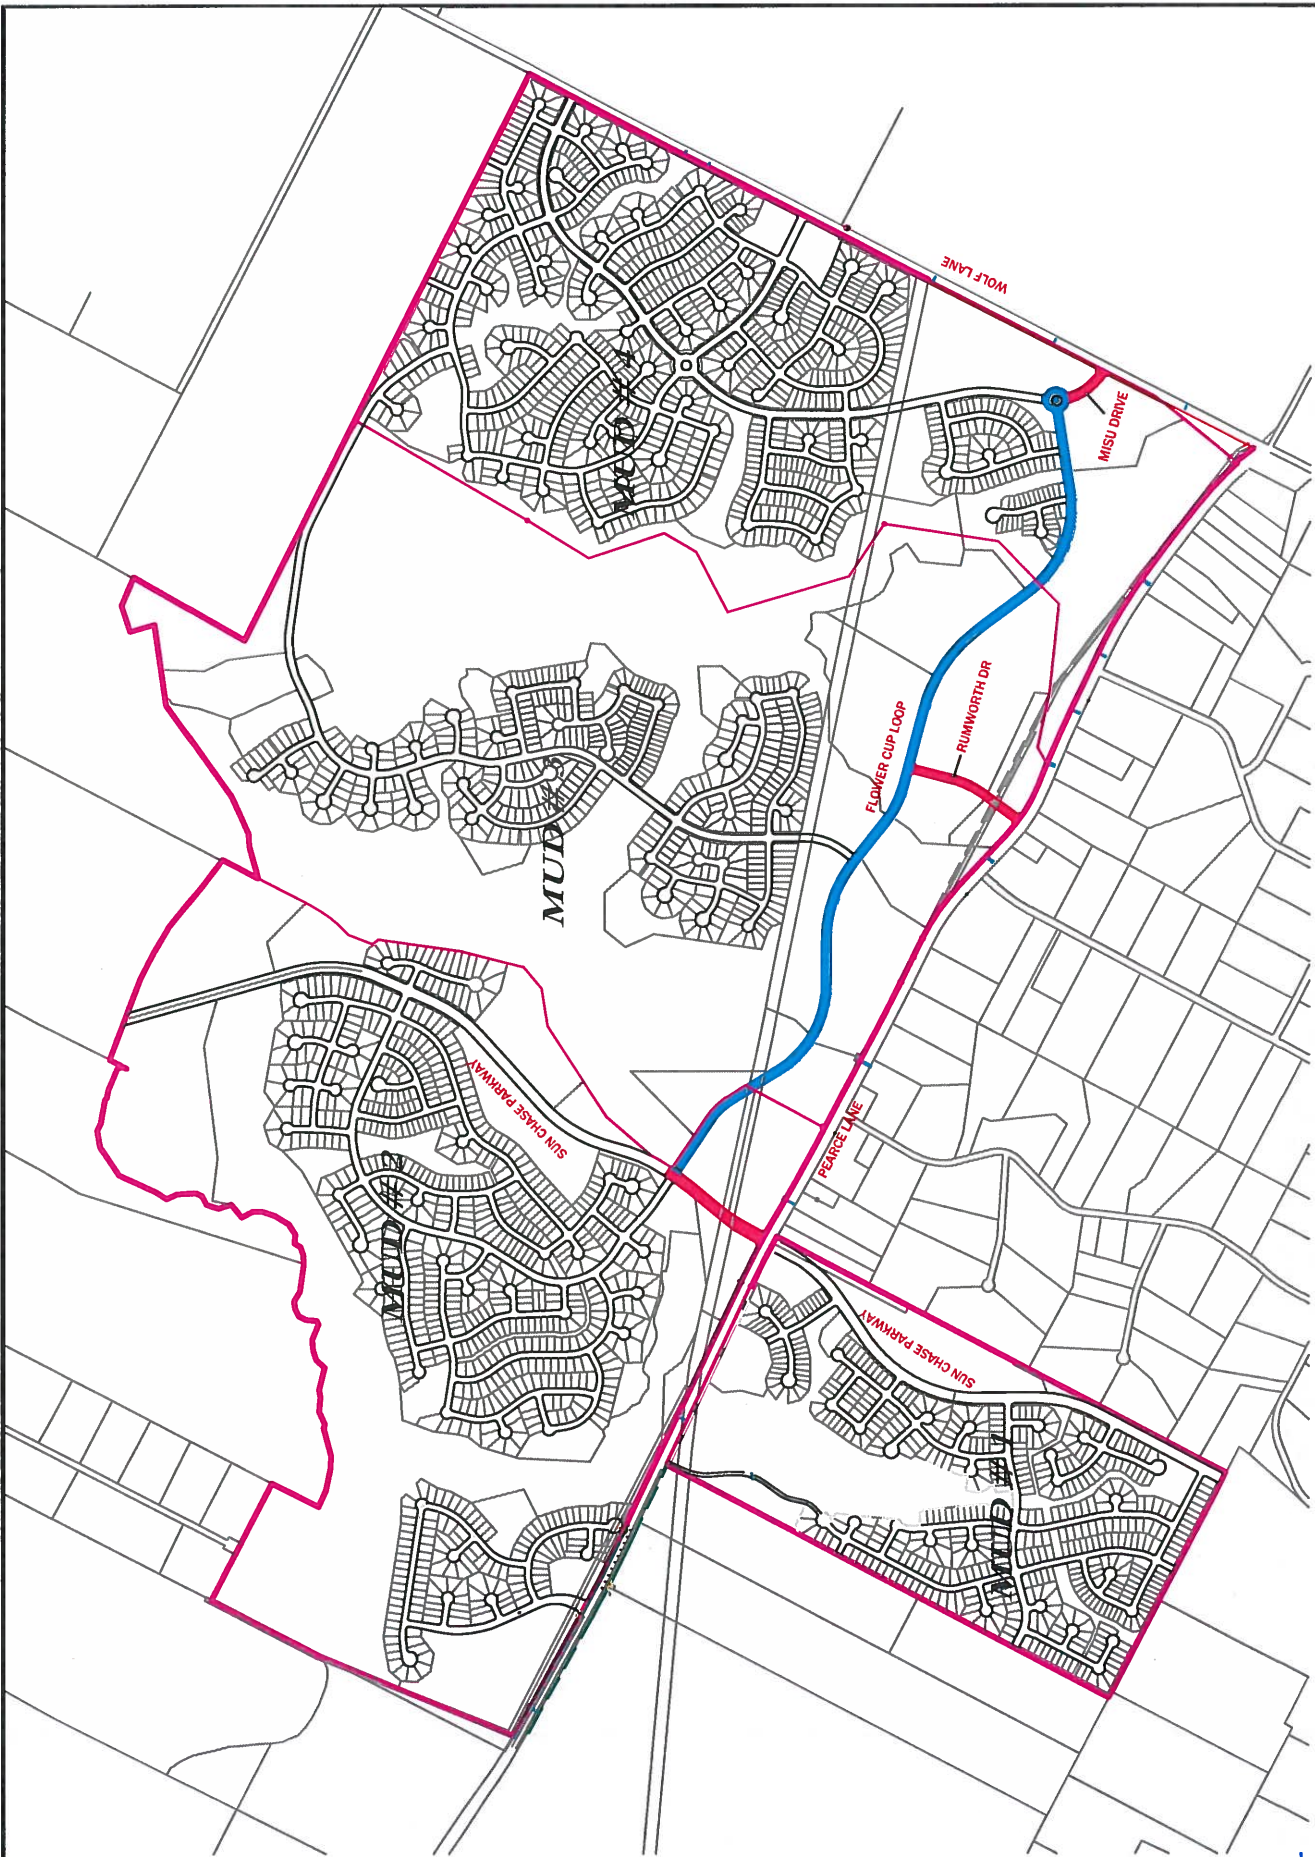 WOLF LANE
MUD #4
MISU DRIVE
RUMWORTH DR
FLOWER CUP LOOP
MUD #3
SUN CHASE PARKWAY
PEARCE LANE
MUD #2
SUN CHASE PARKWAY
MUD #1